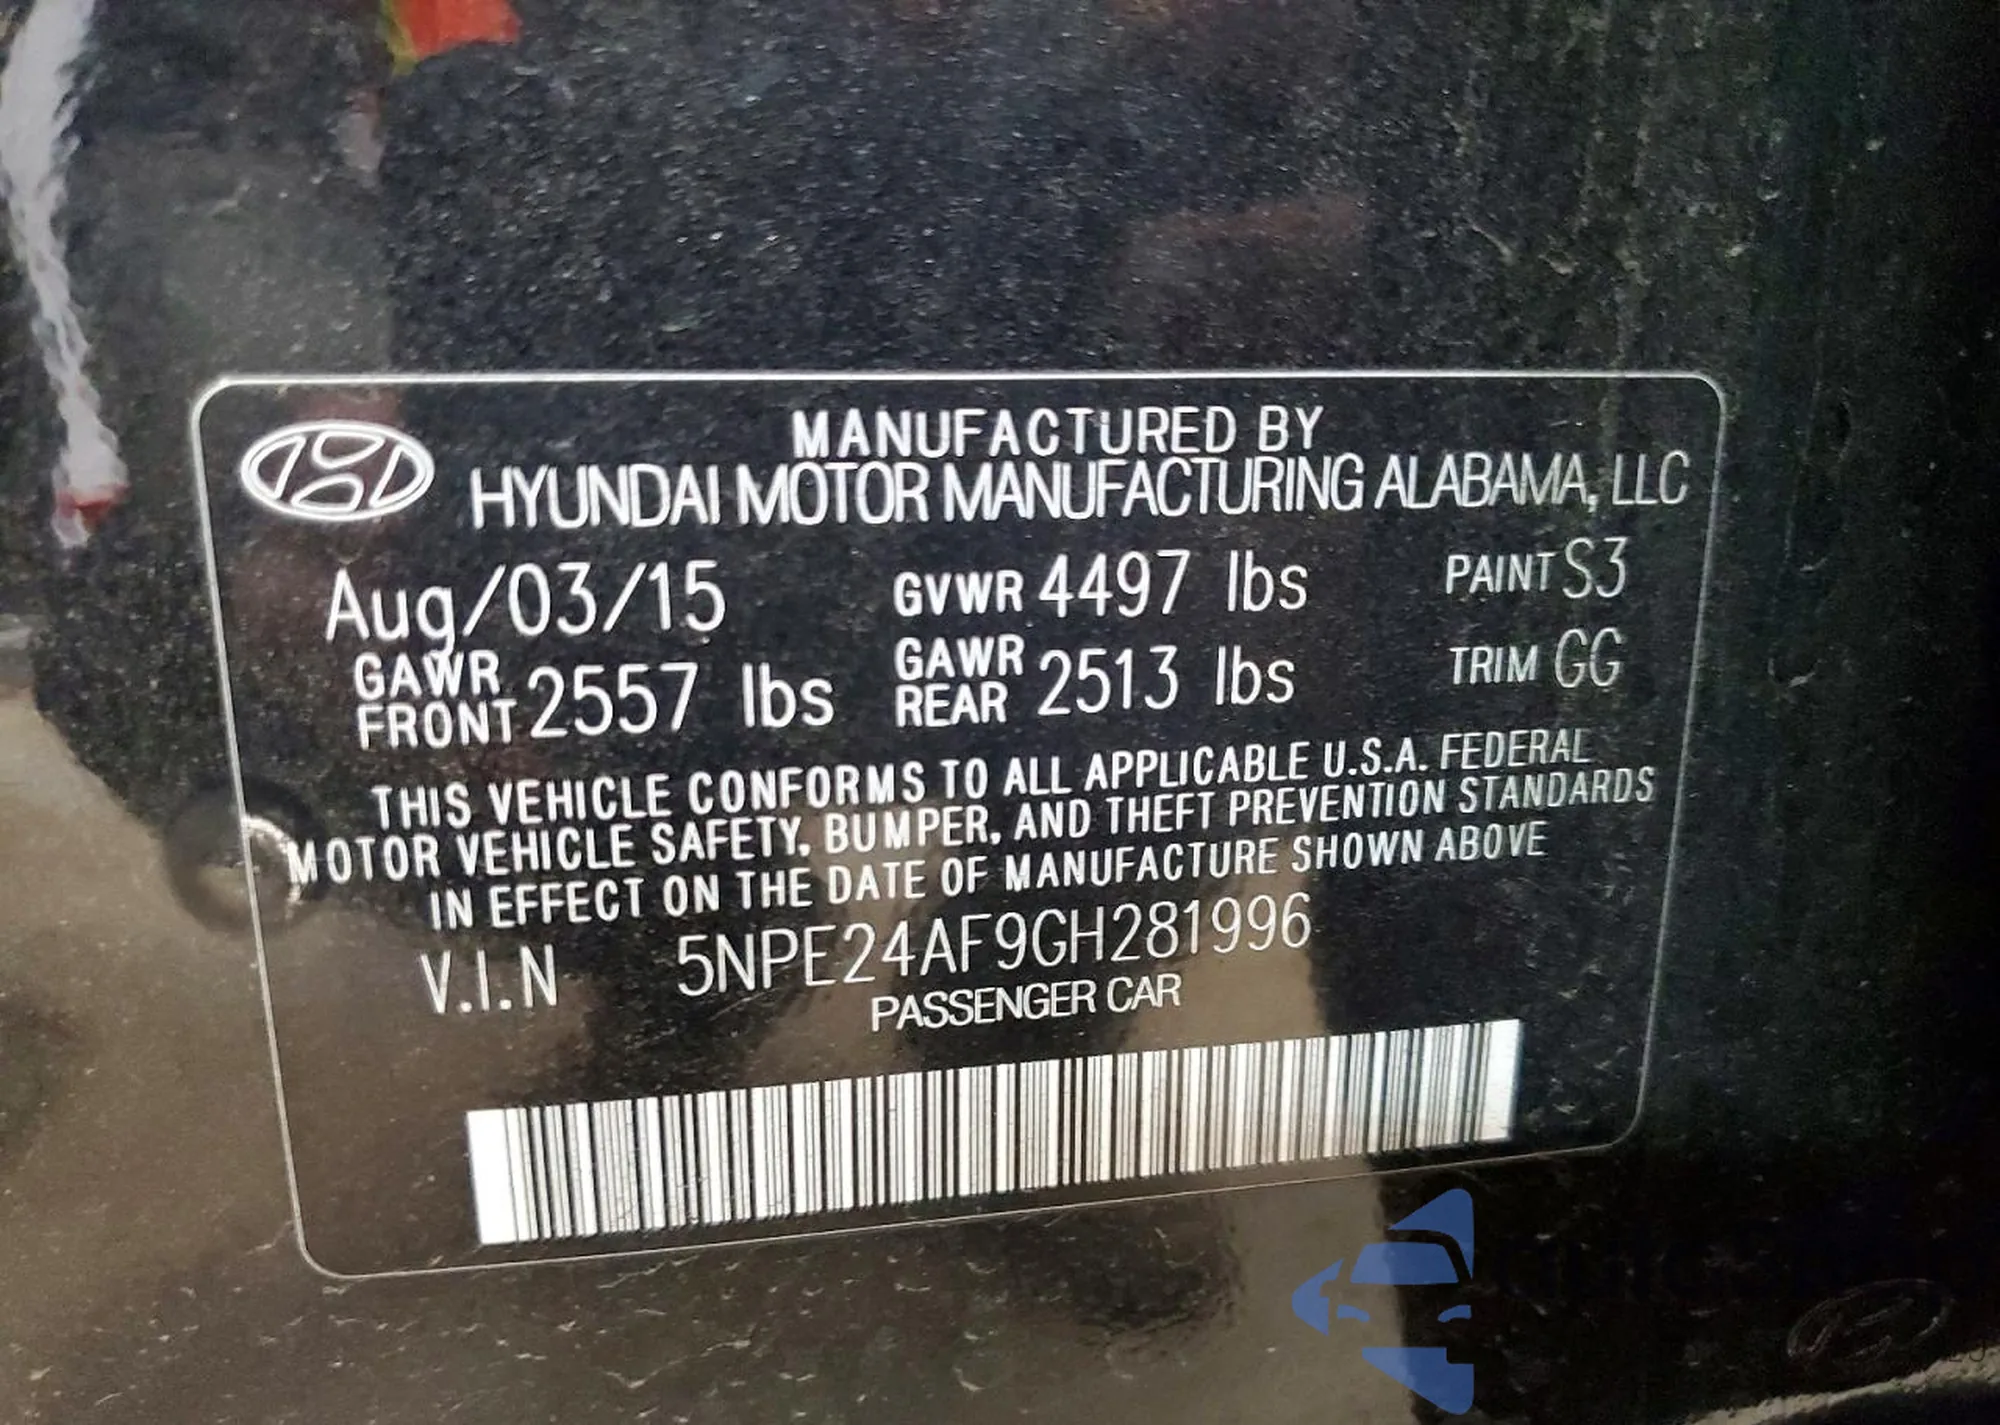 MANUFACTURED BY
HYUNDAI MOTOR MANUFACTURING ALABAMA, LLC
Aug/03/15 GVWR 4497 lbs PAINT S3
GAWR FRONT 2557 lbs GAWR REAR 2513 lbs TRIM GG
THIS VEHICLE CONFORMS TO ALL APPLICABLE U.S.A. FEDERAL
MOTOR VEHICLE SAFETY, BUMPER, AND THEFT PREVENTION STANDARDS
IN EFFECT ON THE DATE OF MANUFACTURE SHOWN ABOVE
V.I.N 5NPE24AF9GH281996
PASSENGER CAR